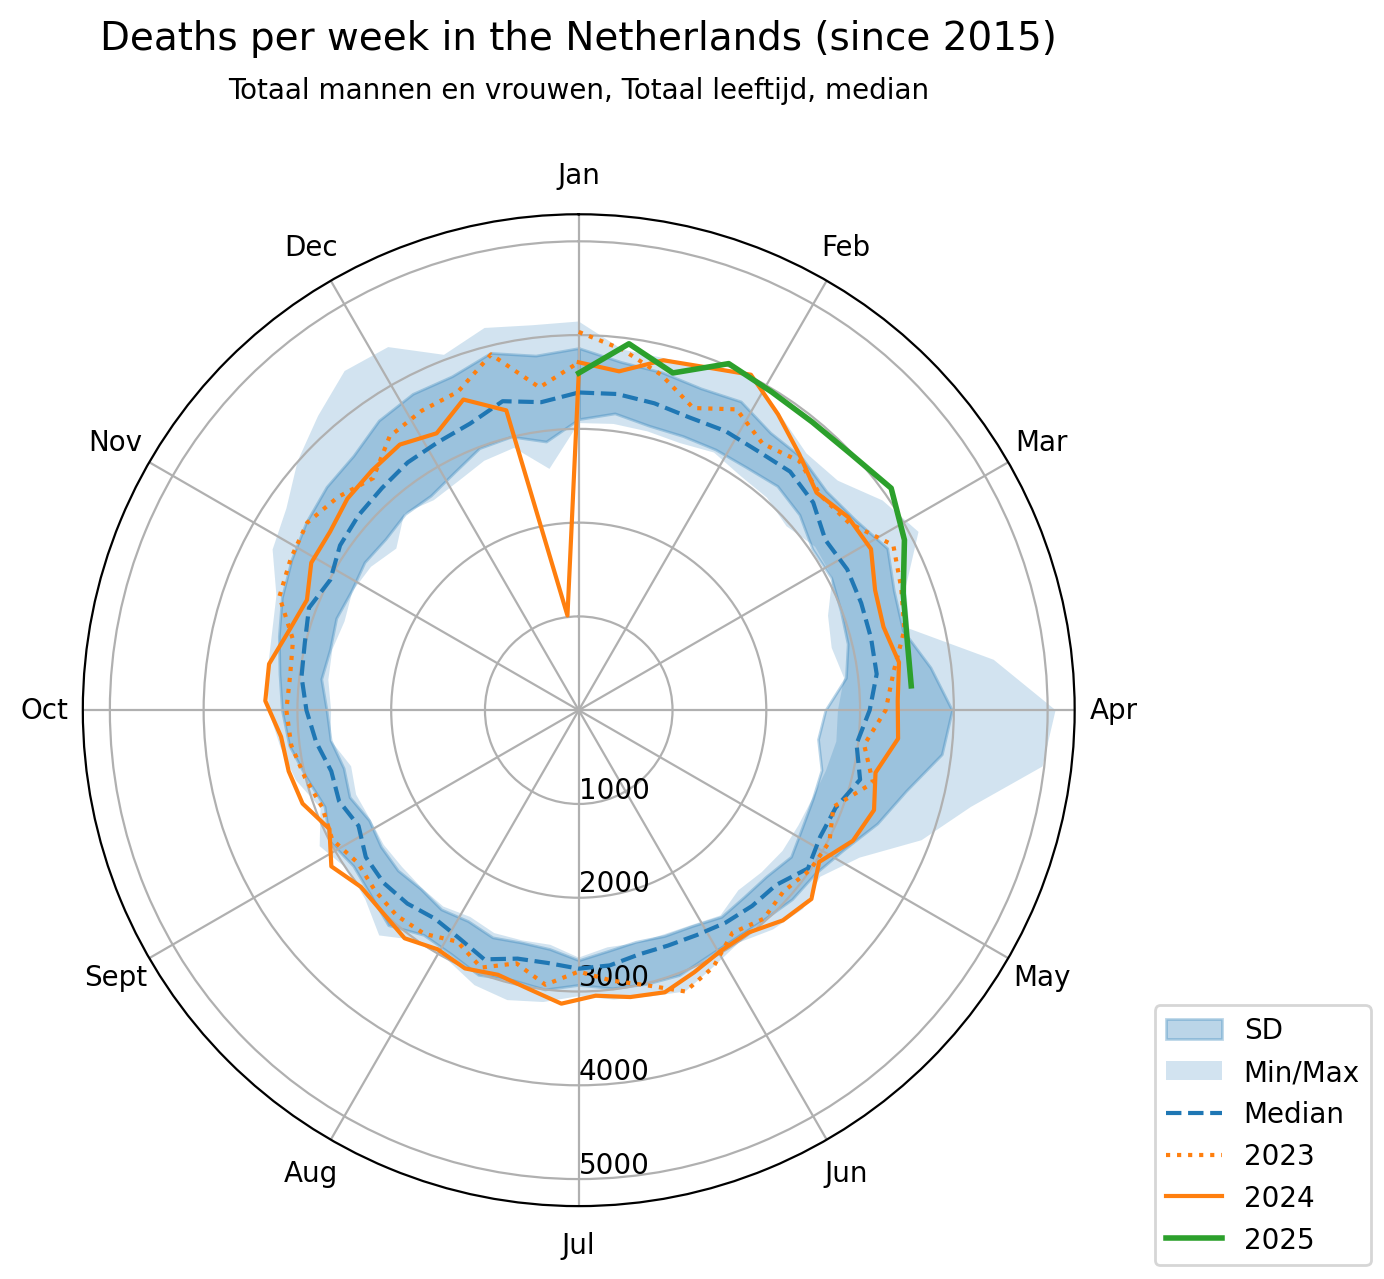 Deaths per week in the Netherlands (since 2015)
Totaal mannen en vrouwen, Totaal leeftijd, median
Jan
Feb
Mar
Apr
May
Jun
Jul
Aug
Sept
Oct
Nov
Dec
1000
2000
3000
4000
5000
SD
Min/Max
Median
2023
2024
2025